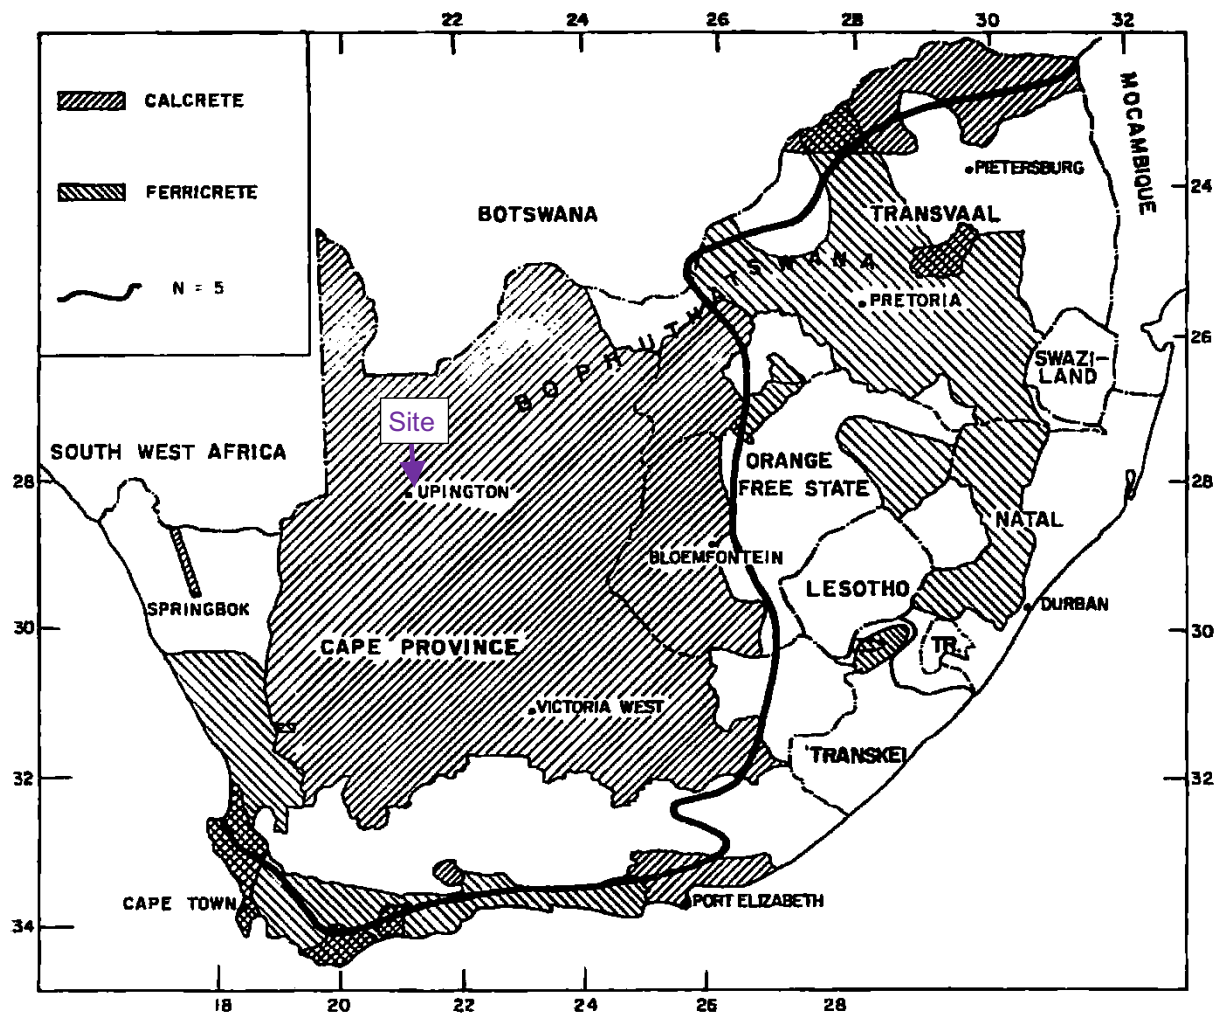 22 24 26 28 30 32
CALCRETE
FERRICRETE
N = 5
MOCAMBIQUE
PIETERSBURG
24
BOTSWANA
TRANSVAAL
BOPHUTHATSWANA
PRETORIA
26
SWAZI-
LAND
Site
SOUTH WEST AFRICA
ORANGE
FREE STATE
28
UPINGTON
28
NATAL
BLOEMFONTEIN
LESOTHO
SPRINGBOK
DURBAN
30
30
CAPE PROVINCE
TR.
VICTORIA WEST
TRANSKEI
32
32
CAPE TOWN
PORT ELIZABETH
34
18 20 22 24 26 28